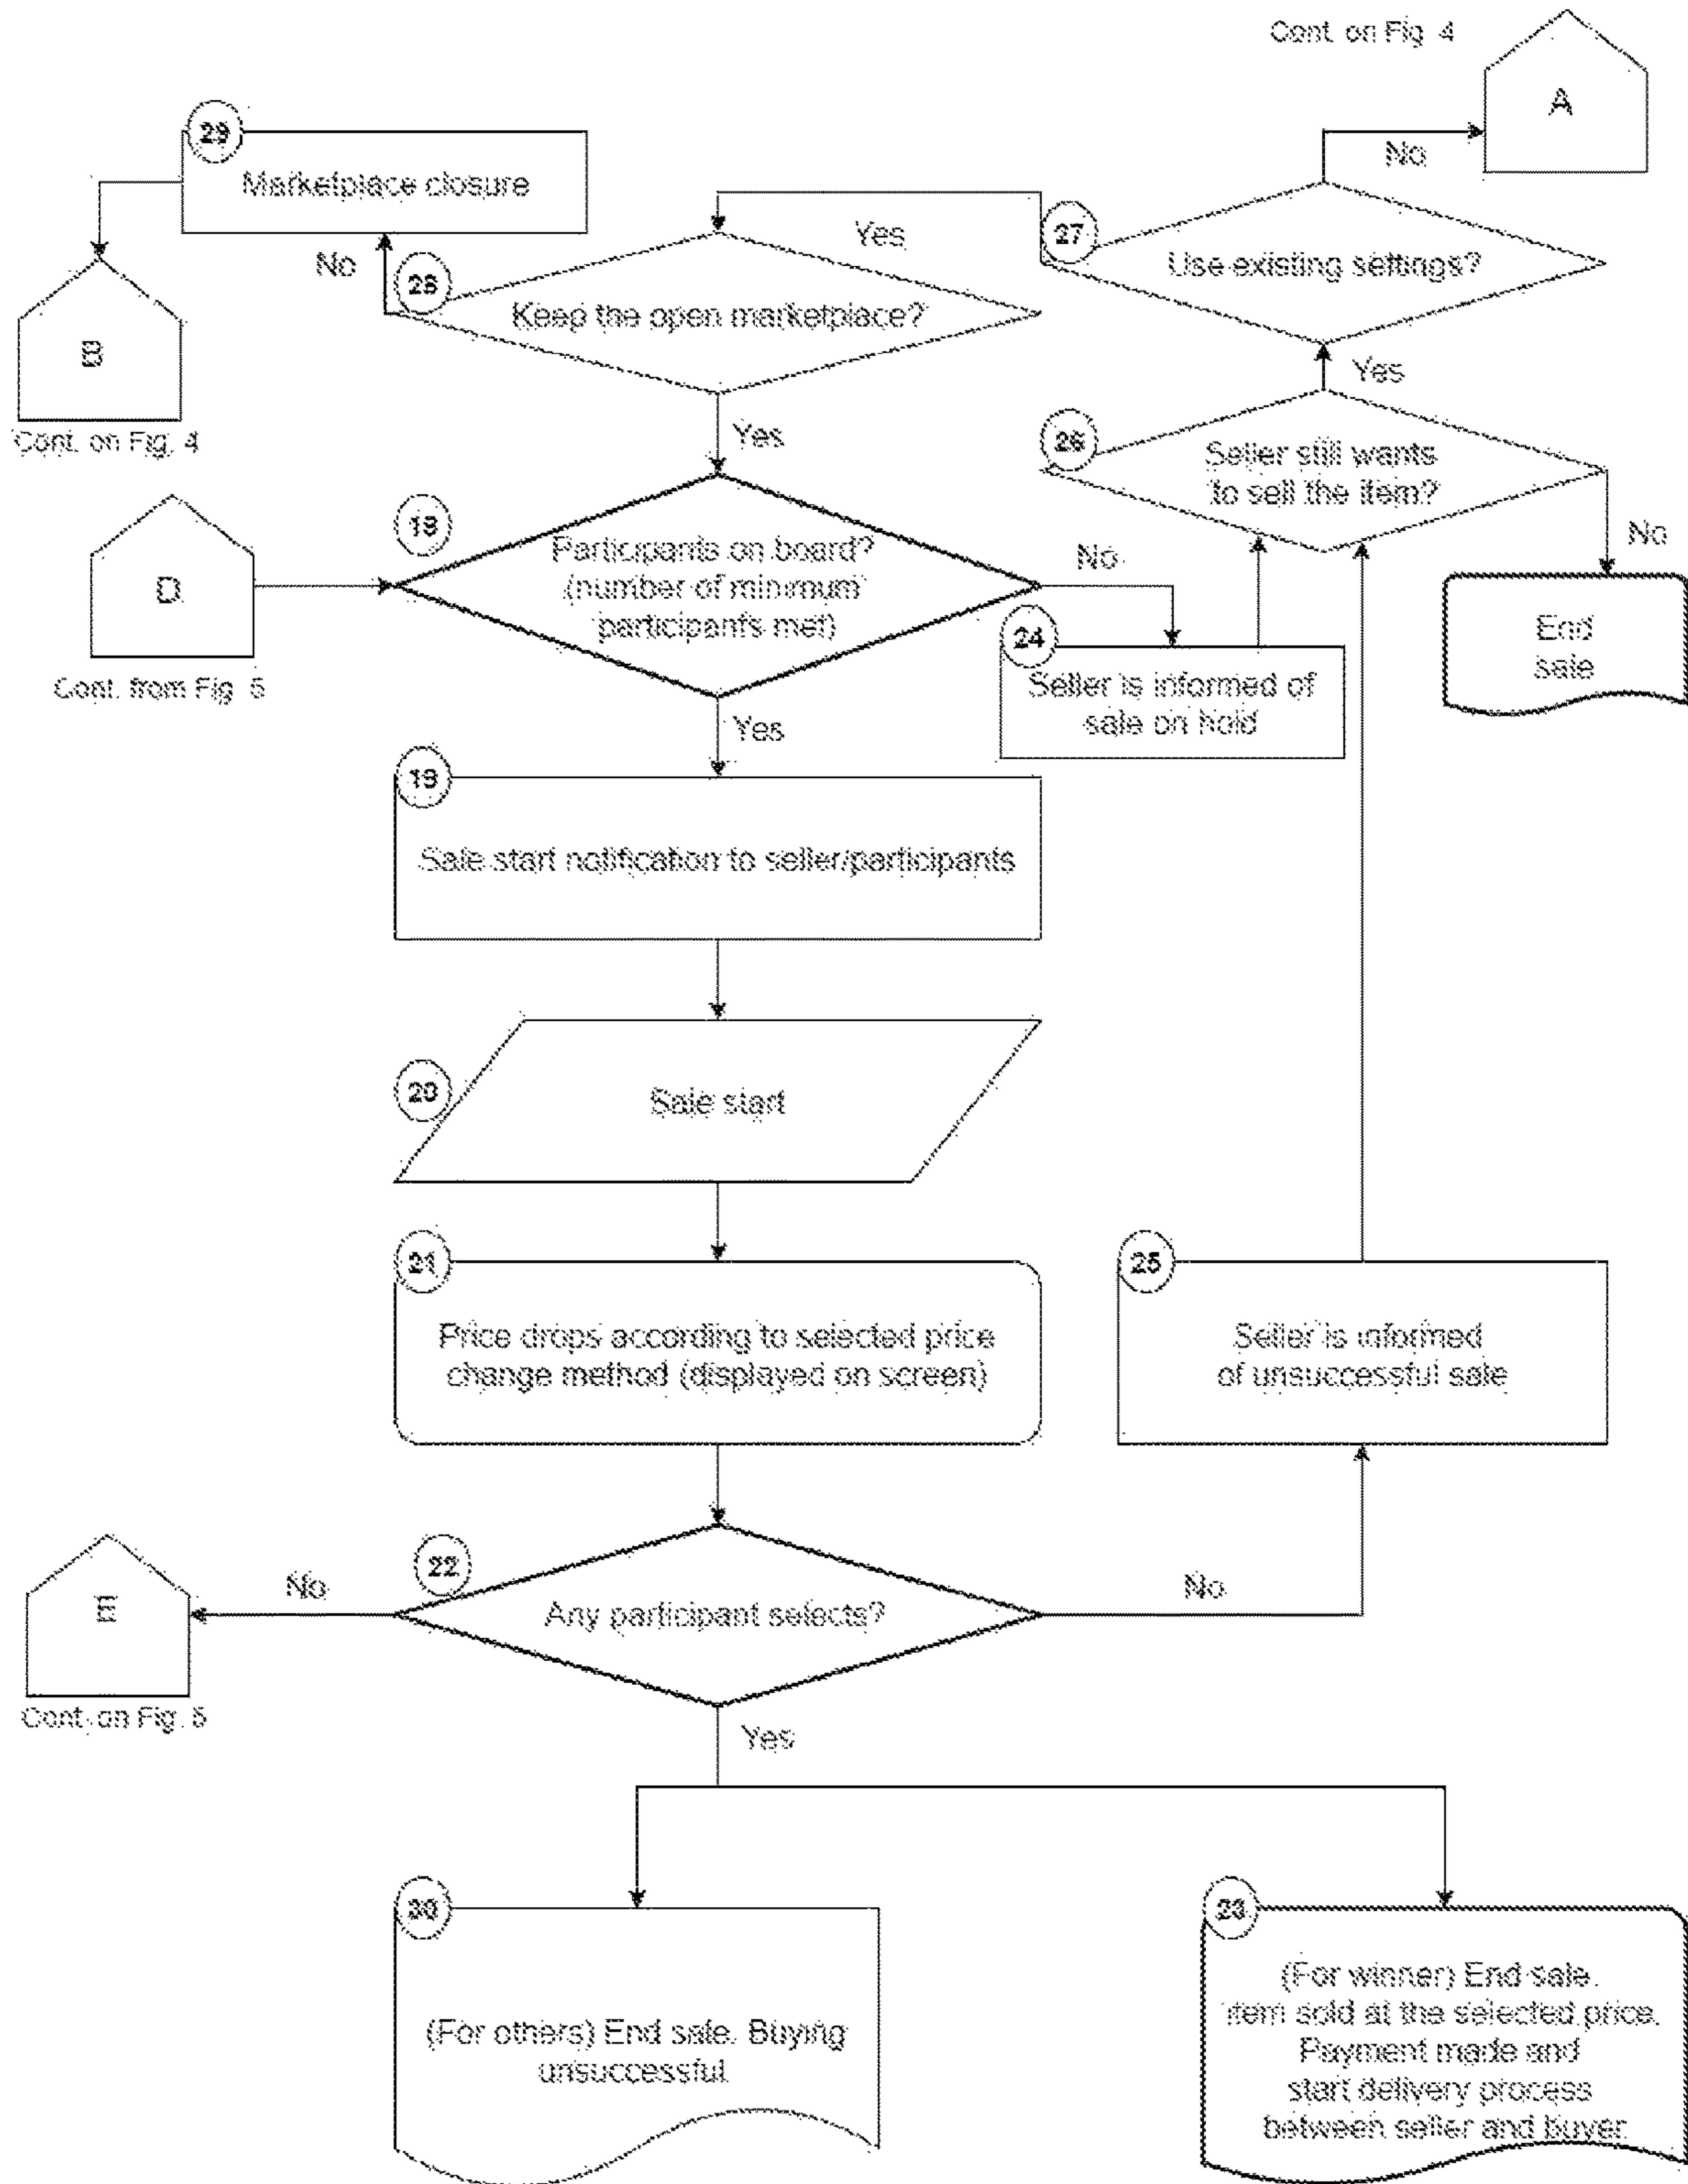 Cont. on Fig. 4
A
29
Marketplace closure
No
Yes
27
Use existing settings?
No
28
Keep the open marketplace?
B
Cont. on Fig. 4
Yes
Yes
26
Seller still wants
to sell the item?
No
18
Participants on board?
(number of minimum
participants met)
No
D
Cont. from Fig. 5
24
Seller is informed of
sale on hold
End
sale
Yes
19
Sale start notification to seller/participants
20
Sale start
21
Price drops according to selected price
change method (displayed on screen)
25
Seller is informed
of unsuccessful sale
22
Any participant selects?
No
No
E
Cont. on Fig. 5
Yes
30
(For others) End sale. Buying
unsuccessful.
23
(For winner) End sale.
Item sold at the selected price.
Payment made and
start delivery process
between seller and buyer.